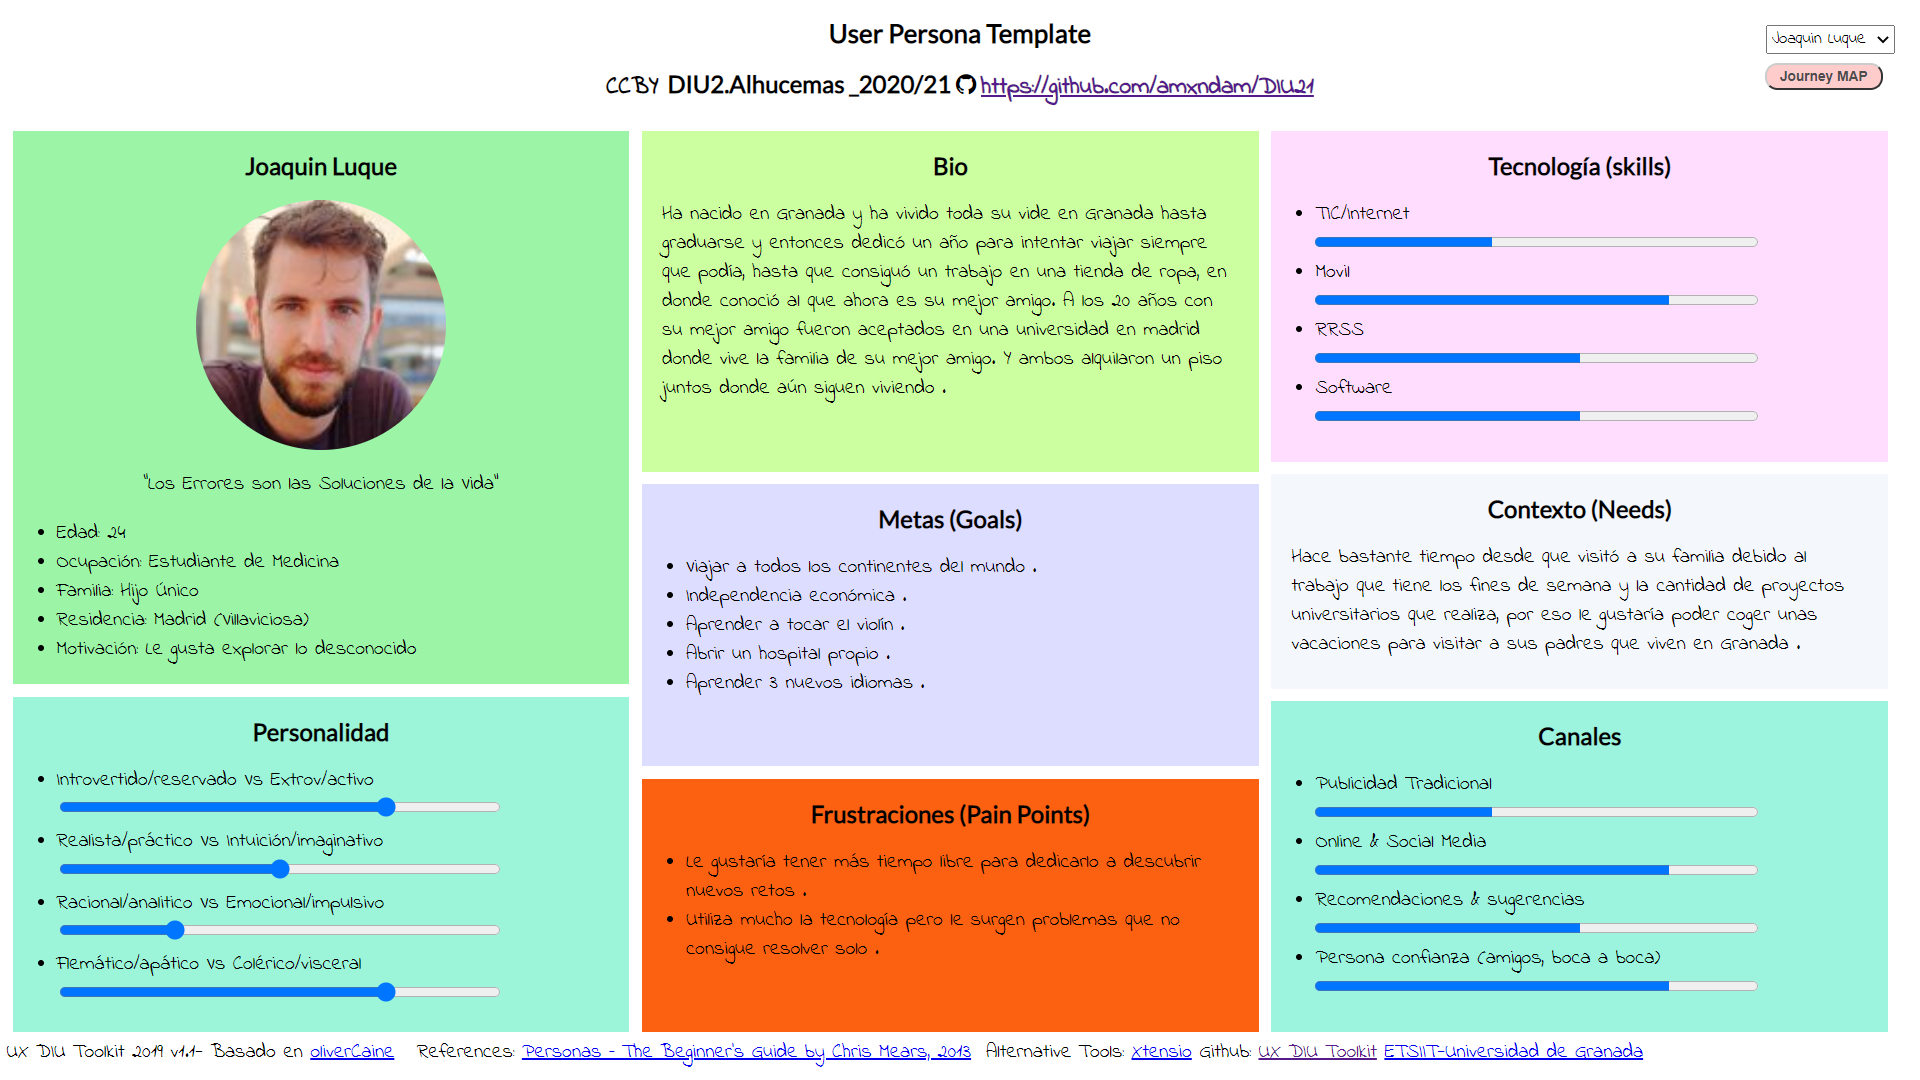 User Persona Template
Joaquin Luque
CCBY DIU2.Alhucemas _2020/21 https://github.com/amxndam/DIU21
Journey MAP
Joaquin Luque
"Los Errores son las Soluciones de la Vida"
Edad: 24
Ocupación: Estudiante de Medicina
Familia: Hijo Único
Residencia: Madrid (Villaviciosa)
Motivación: Le gusta explorar lo desconocido
Personalidad
Introvertido/reservado Vs Extrov/activo
Realista/práctico Vs Intuición/imaginativo
Racional/analitico Vs Emocional/impulsivo
Flemático/apático Vs Colérico/visceral
Bio
Ha nacido en Granada y ha vivido toda su vide en Granada hasta
graduarse y entonces dedicó un año para intentar viajar siempre
que podía, hasta que consiguó un trabajo en una tienda de ropa, en
donde conoció al que ahora es su mejor amigo. A los 20 años con
su mejor amigo fueron aceptados en una universidad en madrid
donde vive la familia de su mejor amigo. Y ambos alquilaron un piso
juntos donde aún siguen viviendo .
Metas (Goals)
Viajar a todos los continentes del mundo .
Independencia económica .
Aprender a tocar el violín .
Abrir un hospital propio .
Aprender 3 nuevos idiomas .
Frustraciones (Pain Points)
Le gustaría tener más tiempo libre para dedicarlo a descubrir
nuevos retos .
Utiliza mucho la tecnología pero le surgen problemas que no
consigue resolver solo .
Tecnología (skills)
TIC/Internet
Movil
RRSS
Software
Contexto (Needs)
Hace bastante tiempo desde que visitó a su familia debido al
trabajo que tiene los fines de semana y la cantidad de proyectos
universitarios que realiza, por eso le gustaría poder coger unas
vacaciones para visitar a sus padres que viven en Granada .
Canales
Publicidad Tradicional
Online & Social Media
Recomendaciones & sugerencias
Persona confianza (amigos, boca a boca)
UX DIU Toolkit 2019 v1.1- Basado en oliverCaine References: Personas - The Beginner's Guide by Chris Mears, 2013 Alternative Tools: Xtensio Github: UX DIU Toolkit ETSIIT-Universidad de Granada